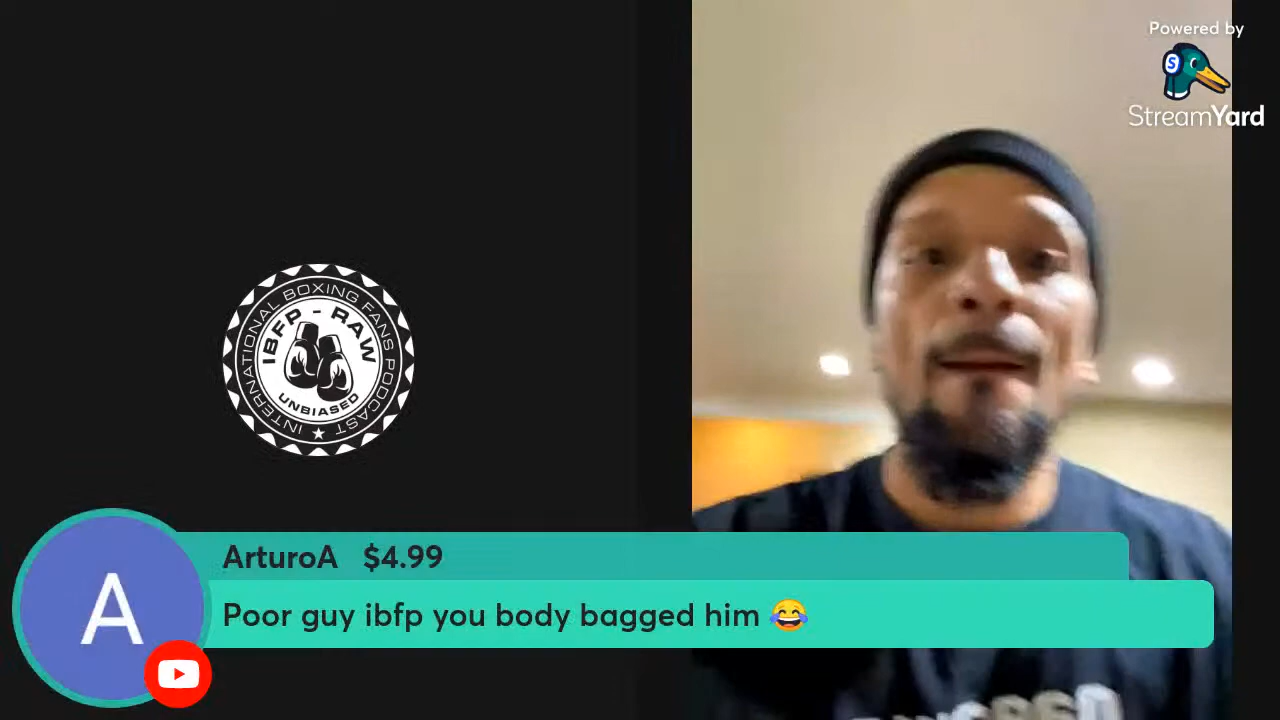 Powered by
S
StreamYard
INTERNATIONAL BOXING FANS PODCAST
IBFP - RAW
UNBIASED
A
ArturoA $4.99
Poor guy ibfp you body bagged him 😂